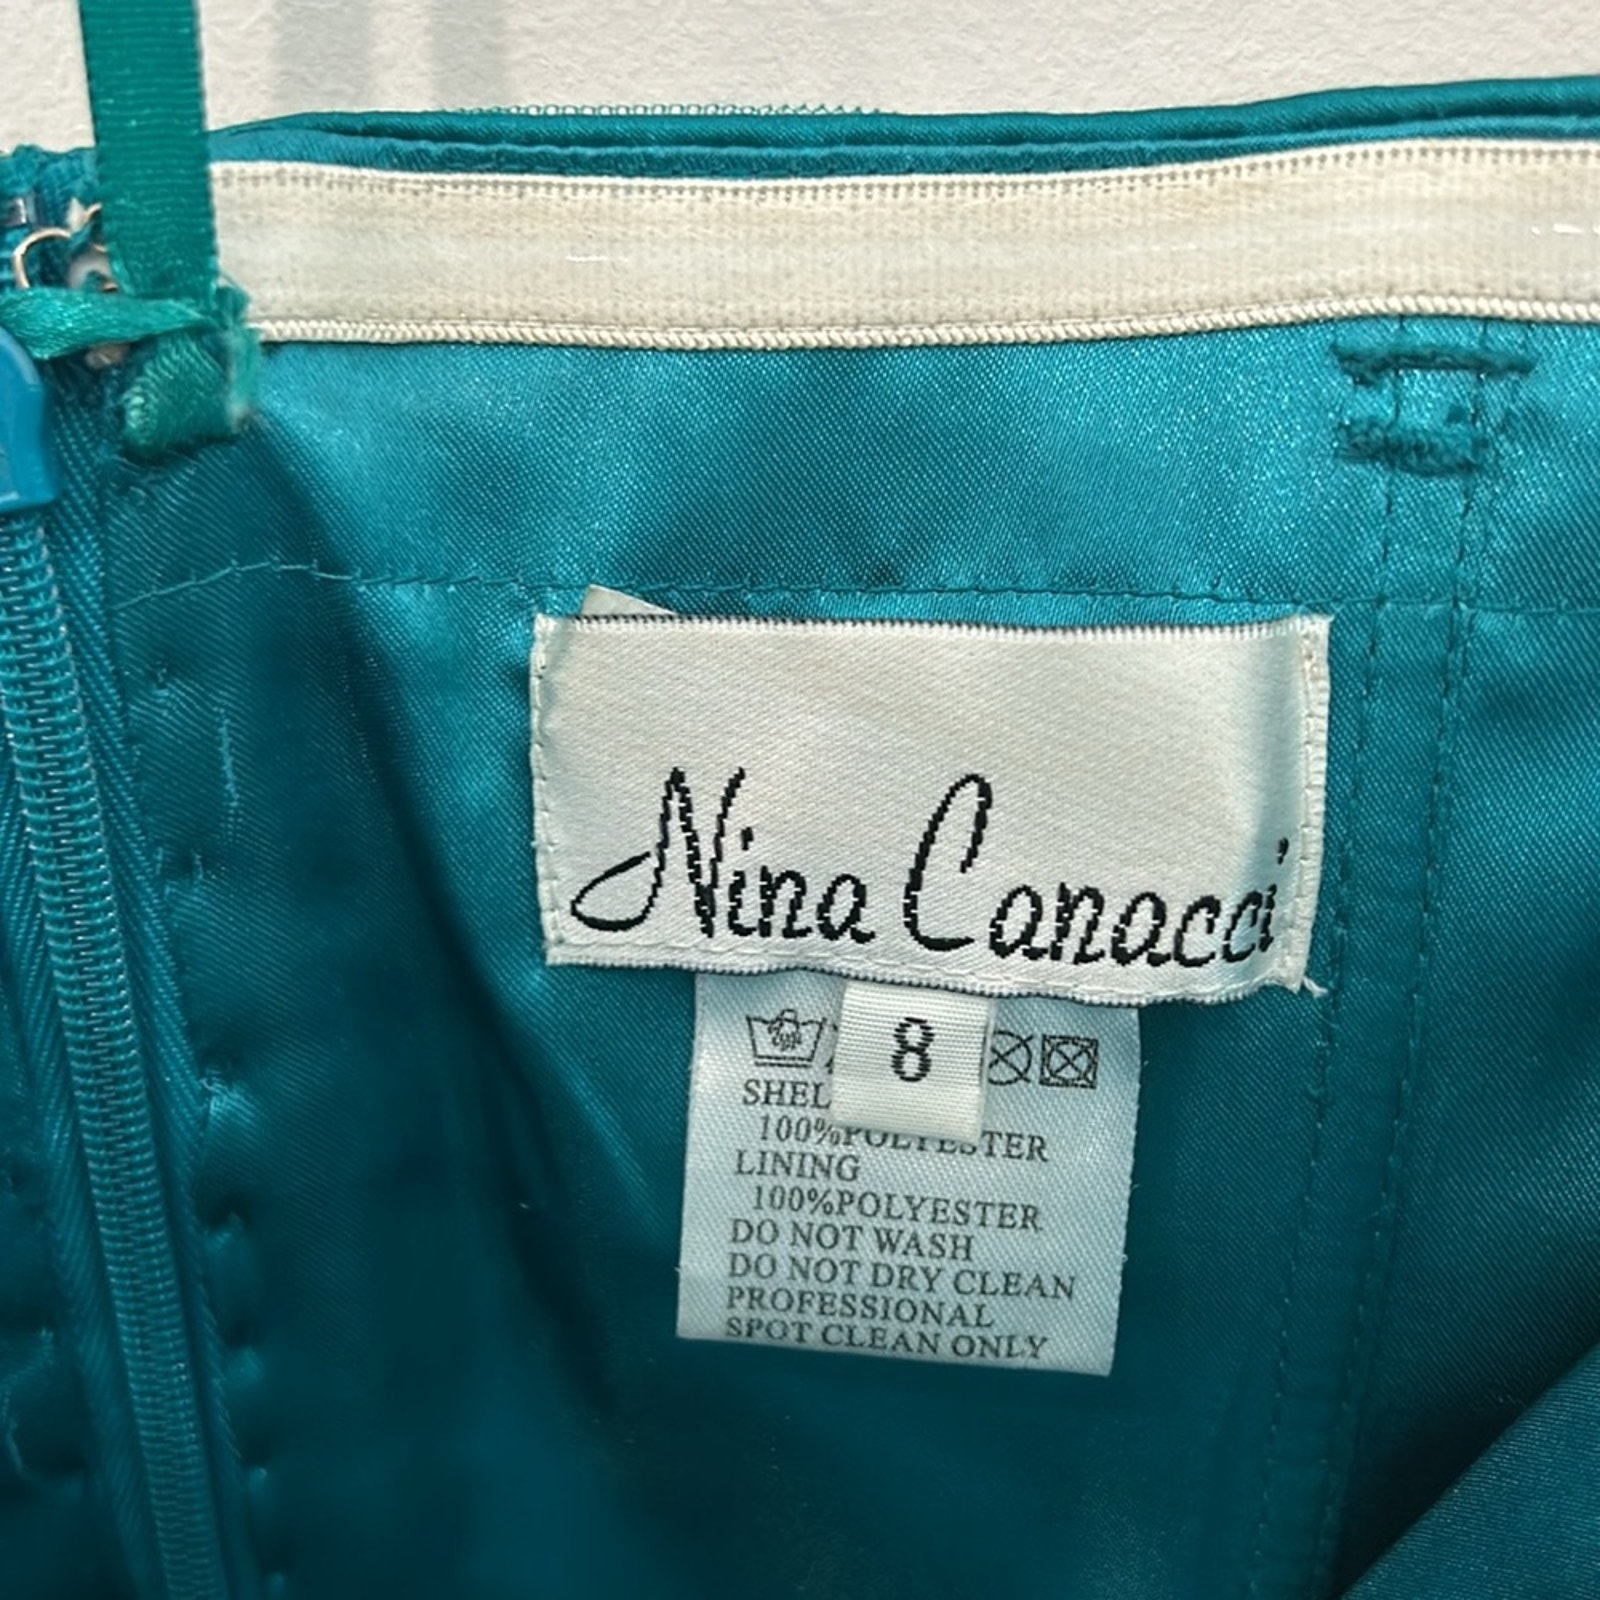 Nina Canacci
8
SHEL
100%POLYESTER
LINING
100%POLYESTER
DO NOT WASH
DO NOT DRY CLEAN
PROFESSIONAL
SPOT CLEAN ONLY